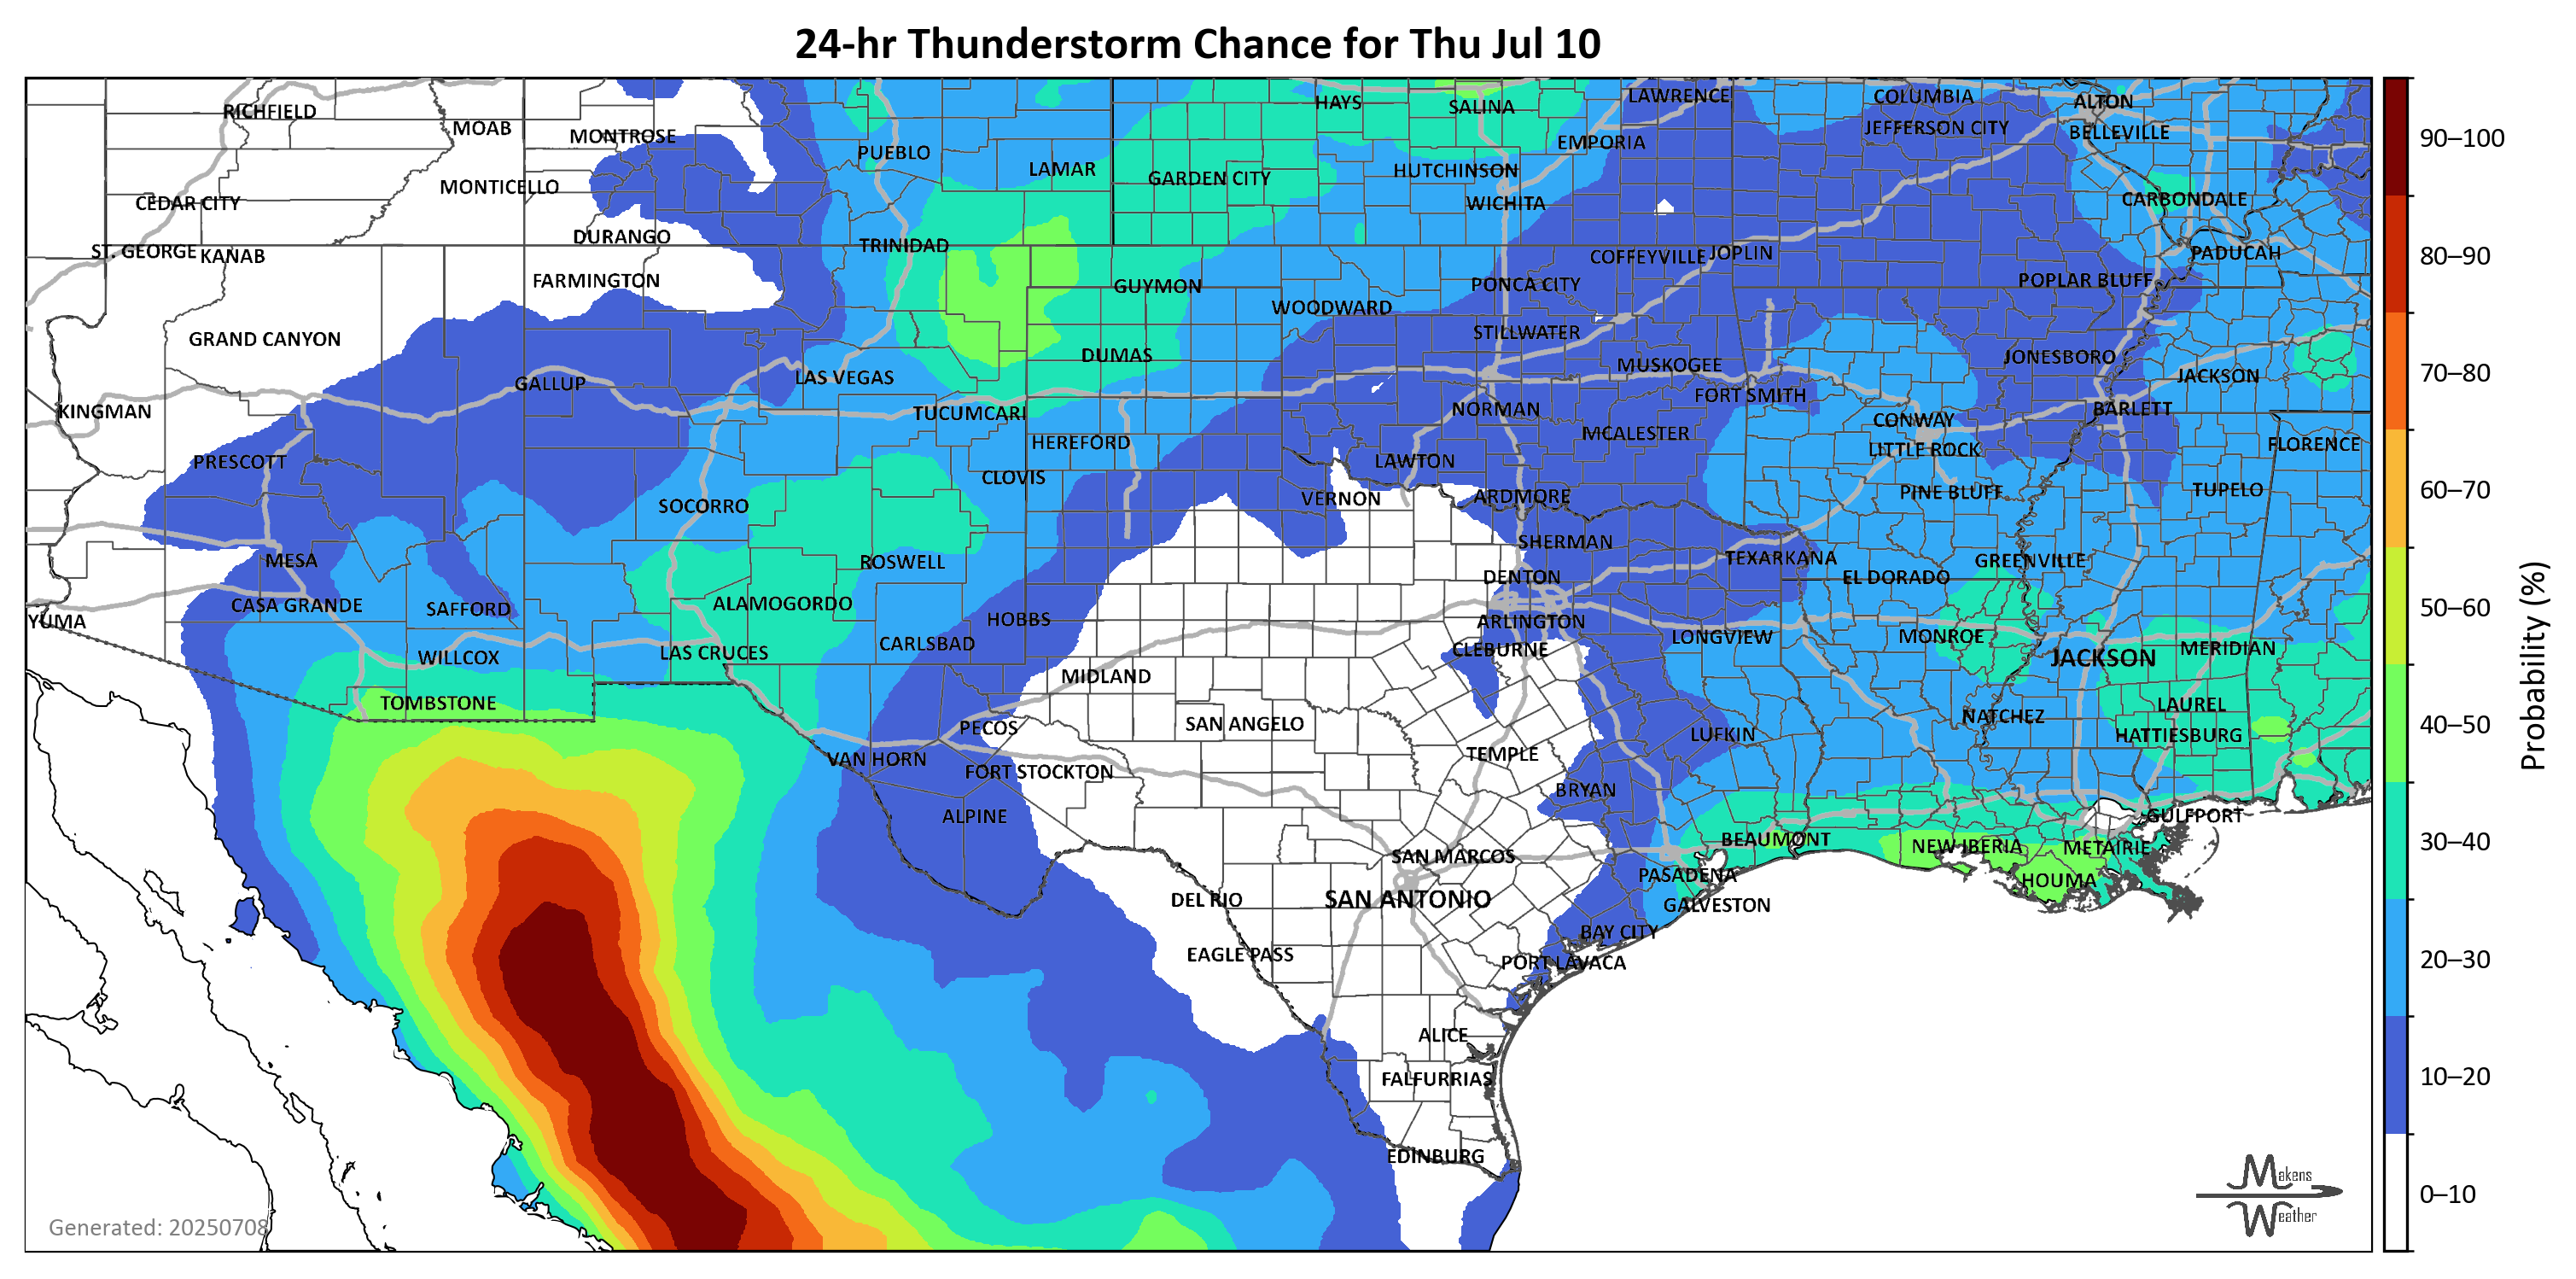 24-hr Thunderstorm Chance for Thu Jul 10
RICHFIELD
MOAB
MONTROSE
PUEBLO
LAMAR
HAYS
SALINA
LAWRENCE
COLUMBIA
ALTON
JEFFERSON CITY
BELLEVILLE
EMPORIA
HUTCHINSON
GARDEN CITY
MONTICELLO
CEDAR CITY
WICHITA
CARBONDALE
DURANGO
TRINIDAD
ST. GEORGE
KANAB
COFFEYVILLE
JOPLIN
PADUCAH
FARMINGTON
GUYMON
PONCA CITY
POPLAR BLUFF
WOODWARD
GRAND CANYON
STILLWATER
DUMAS
MUSKOGEE
JONESBORO
GALLUP
LAS VEGAS
JACKSON
FORT SMITH
KINGMAN
TUCUMCARI
NORMAN
BARLETT
CONWAY
HEREFORD
MCALESTER
LITTLE ROCK
FLORENCE
PRESCOTT
LAWTON
CLOVIS
VERNON
ARDMORE
PINE BLUFF
TUPELO
SOCORRO
SHERMAN
MESA
ROSWELL
TEXARKANA
GREENVILLE
DENTON
EL DORADO
CASA GRANDE
SAFFORD
ALAMOGORDO
HOBBS
YUMA
ARLINGTON
LONGVIEW
MONROE
CARLSBAD
CLEBURNE
WILLCOX
LAS CRUCES
JACKSON
MERIDIAN
MIDLAND
TOMBSTONE
LAUREL
PECOS
SAN ANGELO
NATCHEZ
LUFKIN
HATTIESBURG
VAN HORN
TEMPLE
FORT STOCKTON
BRYAN
ALPINE
GULFPORT
BEAUMONT
NEW IBERIA
METAIRIE
SAN MARCOS
PASADENA
HOUMA
DEL RIO
SAN ANTONIO
GALVESTON
BAY CITY
EAGLE PASS
PORT LAVACA
ALICE
FALFURRIAS
EDINBURG
Generated: 20250708
Makens
Weather
90–100
80–90
70–80
60–70
50–60
40–50
30–40
20–30
10–20
0–10
Probability (%)